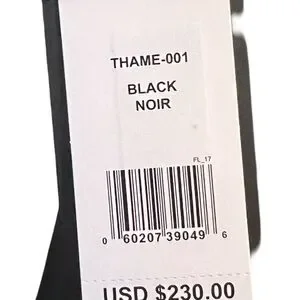 THAME-001
BLACK
NOIR
FL_17
0 60207 39049 6
USD $230.00